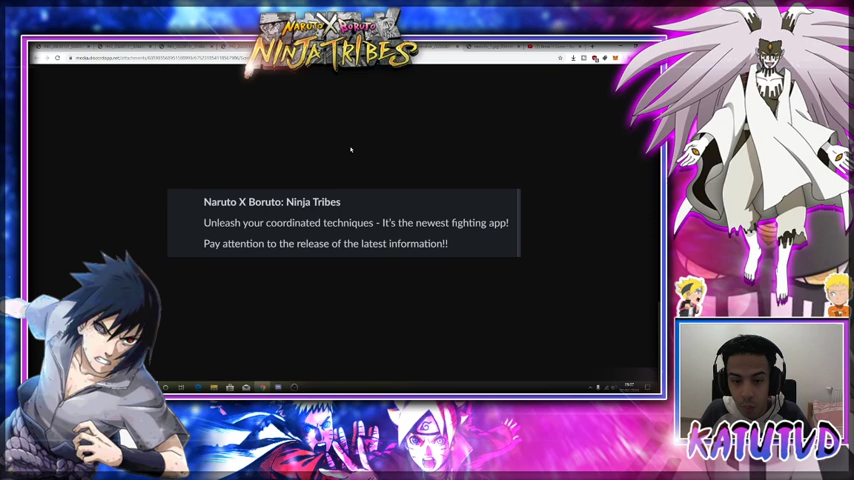 NARUTO X BORUTO
NINJA TRIBES
Naruto X Boruto: Ninja Tribes
Unleash your coordinated techniques - It's the newest fighting app!
Pay attention to the release of the latest information!!
KATUTVD